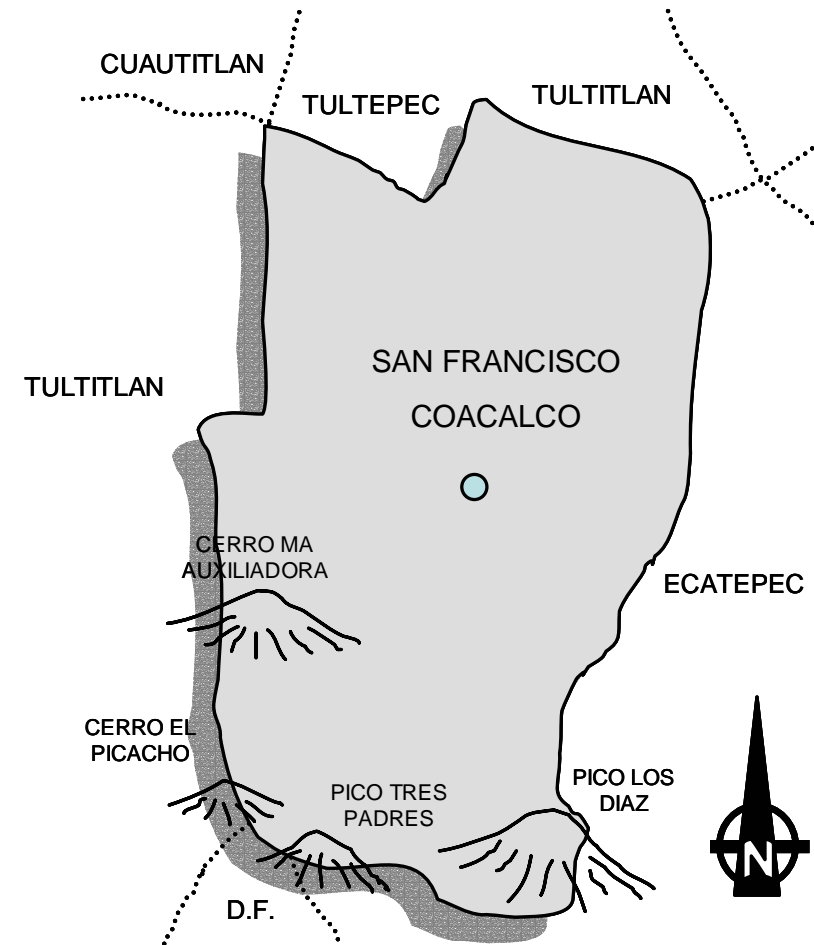 CUAUTITLAN
TULTEPEC
TULTITLAN
SAN FRANCISCO
COACALCO
TULTITLAN
CERRO MA
AUXILIADORA
ECATEPEC
CERRO EL
PICACHO
PICO TRES
PADRES
PICO LOS
DIAZ
N
D.F.